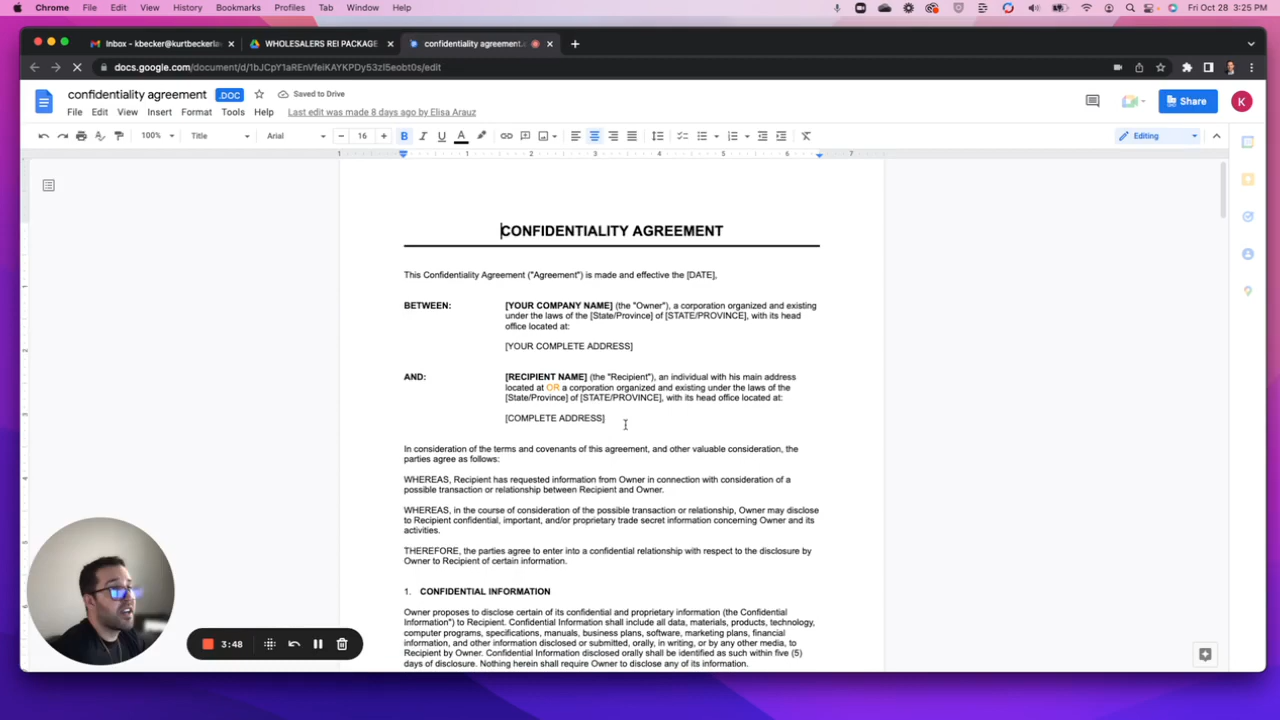 Chrome File Edit View History Bookmarks Profiles Tab Window Help Fri Oct 28 3:25 PM
Inbox - kbecker@kurtbeckerla WHOLESALERS REI PACKAGE confidentiality agreement.
docs.google.com/document/d/1bJCpY1aREnVfeiKAYKPDy53zI5eobt0s/edit
confidentiality agreement .DOC Saved to Drive
File Edit View Insert Format Tools Help Last edit was made 8 days ago by Elisa Arauz
Share K
100% Title Arial 16 B I U A Editing
1 1 2 3 4 5 6 7
CONFIDENTIALITY AGREEMENT
This Confidentiality Agreement ("Agreement") is made and effective the [DATE],
BETWEEN: [YOUR COMPANY NAME] (the "Owner"), a corporation organized and existing
under the laws of the [State/Province] of [STATE/PROVINCE], with its head
office located at:
[YOUR COMPLETE ADDRESS]
AND: [RECIPIENT NAME] (the "Recipient"), an individual with his main address
located at OR a corporation organized and existing under the laws of the
[State/Province] of [STATE/PROVINCE], with its head office located at:
[COMPLETE ADDRESS]
In consideration of the terms and covenants of this agreement, and other valuable consideration, the
parties agree as follows:
WHEREAS, Recipient has requested information from Owner in connection with consideration of a
possible transaction or relationship between Recipient and Owner.
WHEREAS, in the course of consideration of the possible transaction or relationship, Owner may disclose
to Recipient confidential, important, and/or proprietary trade secret information concerning Owner and its
activities.
THEREFORE, the parties agree to enter into a confidential relationship with respect to the disclosure by
Owner to Recipient of certain information.
1. CONFIDENTIAL INFORMATION
Owner proposes to disclose certain of its confidential and proprietary information (the Confidential
Information") to Recipient. Confidential Information shall include all data, materials, products, technology,
computer programs, specifications, manuals, business plans, software, marketing plans, financial
information, and other information disclosed or submitted, orally, in writing, or by any other media, to
Recipient by Owner. Confidential Information disclosed orally shall be identified as such within five (5)
days of disclosure. Nothing herein shall require Owner to disclose any of its information.
3:48